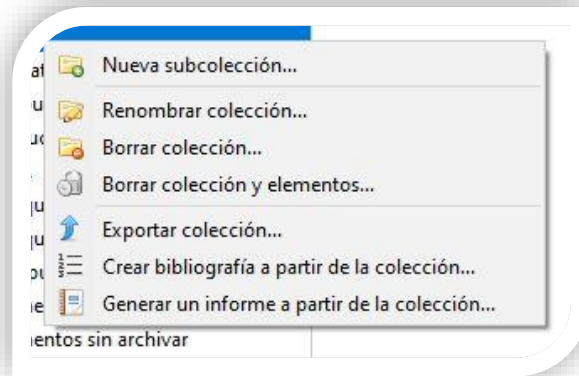 Nueva subcolección...
Renombrar colección...
Borrar colección...
Borrar colección y elementos...
Exportar colección...
Crear bibliografía a partir de la colección...
Generar un informe a partir de la colección...
sin archivar